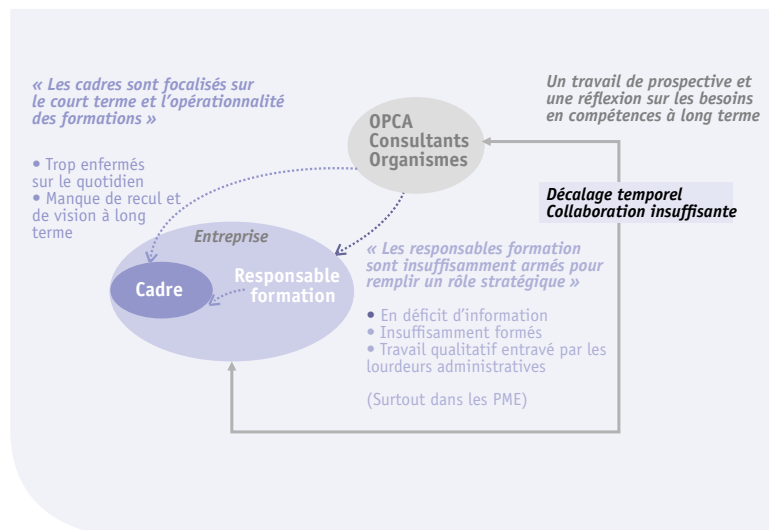 « Les cadres sont focalisés sur
le court terme et l’opérationnalité
des formations »
• Trop enfermés
sur le quotidien
• Manque de recul et
de vision à long
terme
Un travail de prospective et
une réflexion sur les besoins
en compétences à long terme
OPCA
Consultants
Organismes
Décalage temporel
Collaboration insuffisante
Entreprise
Cadre
Responsable
formation
« Les responsables formation
sont insuffisamment armés pour
remplir un rôle stratégique »
• En déficit d’information
• Insuffisamment formés
• Travail qualitatif entravé par les
lourdeurs administratives
(Surtout dans les PME)